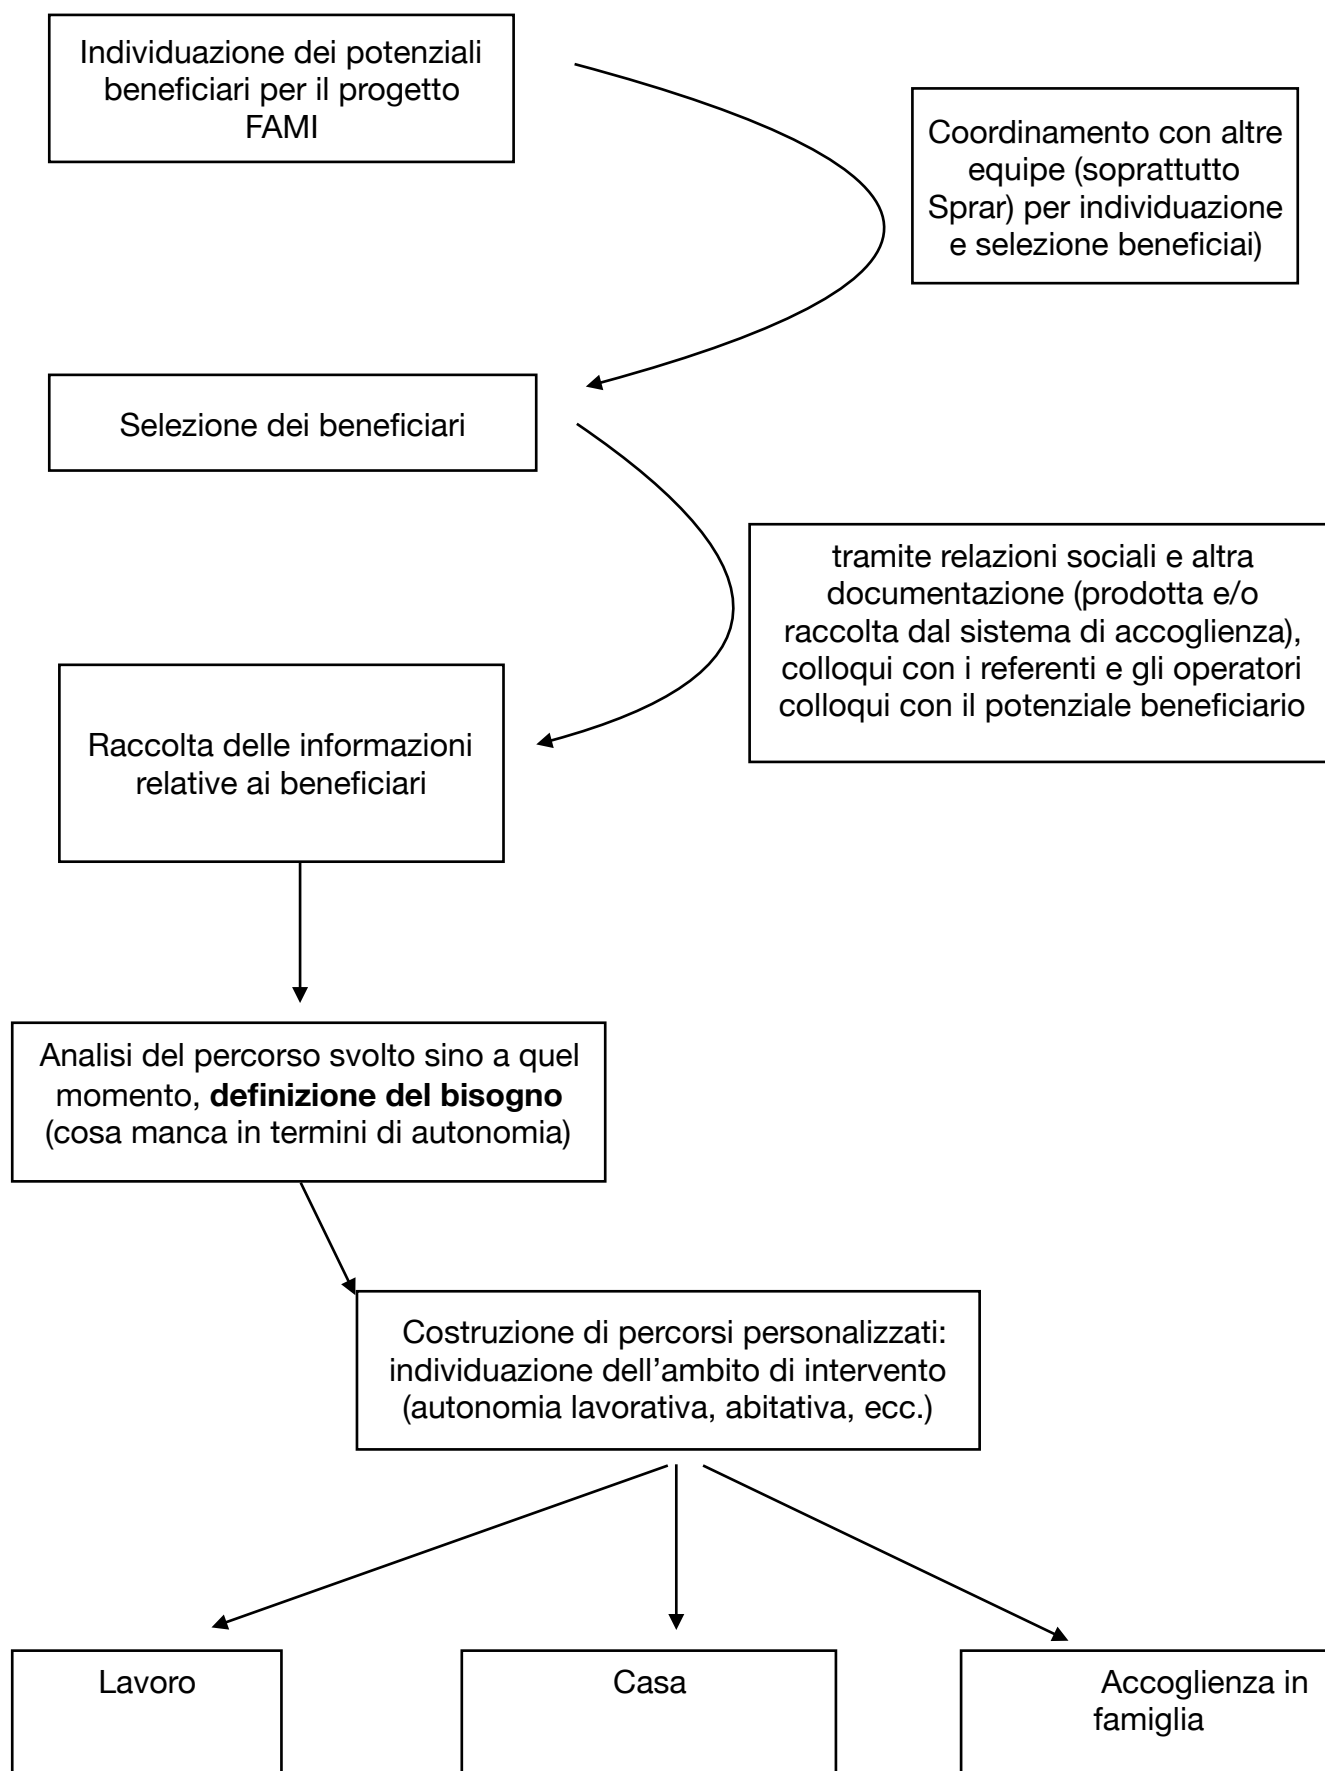 Individuazione dei potenziali
beneficiari per il progetto
FAMI
Coordinamento con altre
equipe (soprattutto
Sprar) per individuazione
e selezione beneficiai)
Selezione dei beneficiari
tramite relazioni sociali e altra
documentazione (prodotta e/o
raccolta dal sistema di accoglienza),
colloqui con i referenti e gli operatori
colloqui con il potenziale beneficiario
Raccolta delle informazioni
relative ai beneficiari
Analisi del percorso svolto sino a quel
momento, definizione del bisogno
(cosa manca in termini di autonomia)
Costruzione di percorsi personalizzati:
individuazione dell’ambito di intervento
(autonomia lavorativa, abitativa, ecc.)
Lavoro
Casa
Accoglienza in
famiglia